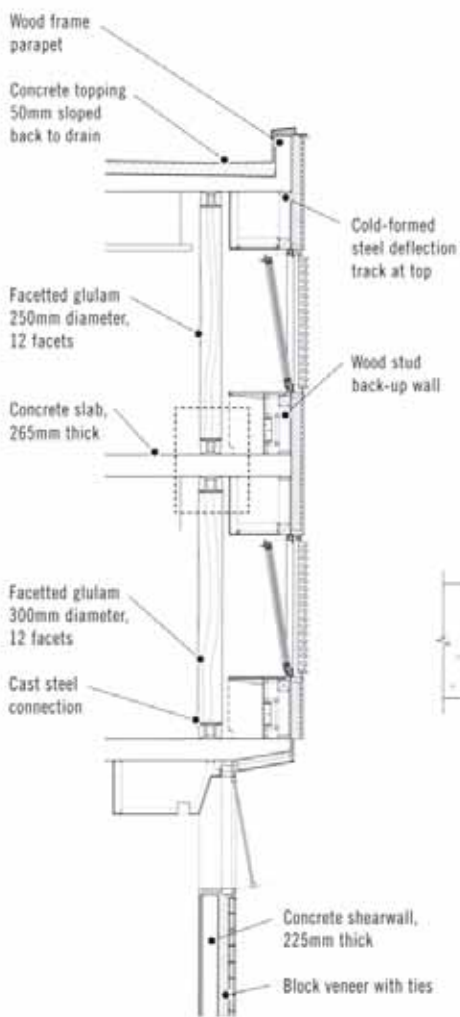 Wood frame
parapet
Concrete topping
50mm sloped
back to drain
Cold-formed
steel deflection
track at top
Facetted glulam
250mm diameter,
12 facets
Wood stud
back-up wall
Concrete slab,
265mm thick
Facetted glulam
300mm diameter,
12 facets
Cast steel
connection
Concrete shearwall,
225mm thick
Block veneer with ties